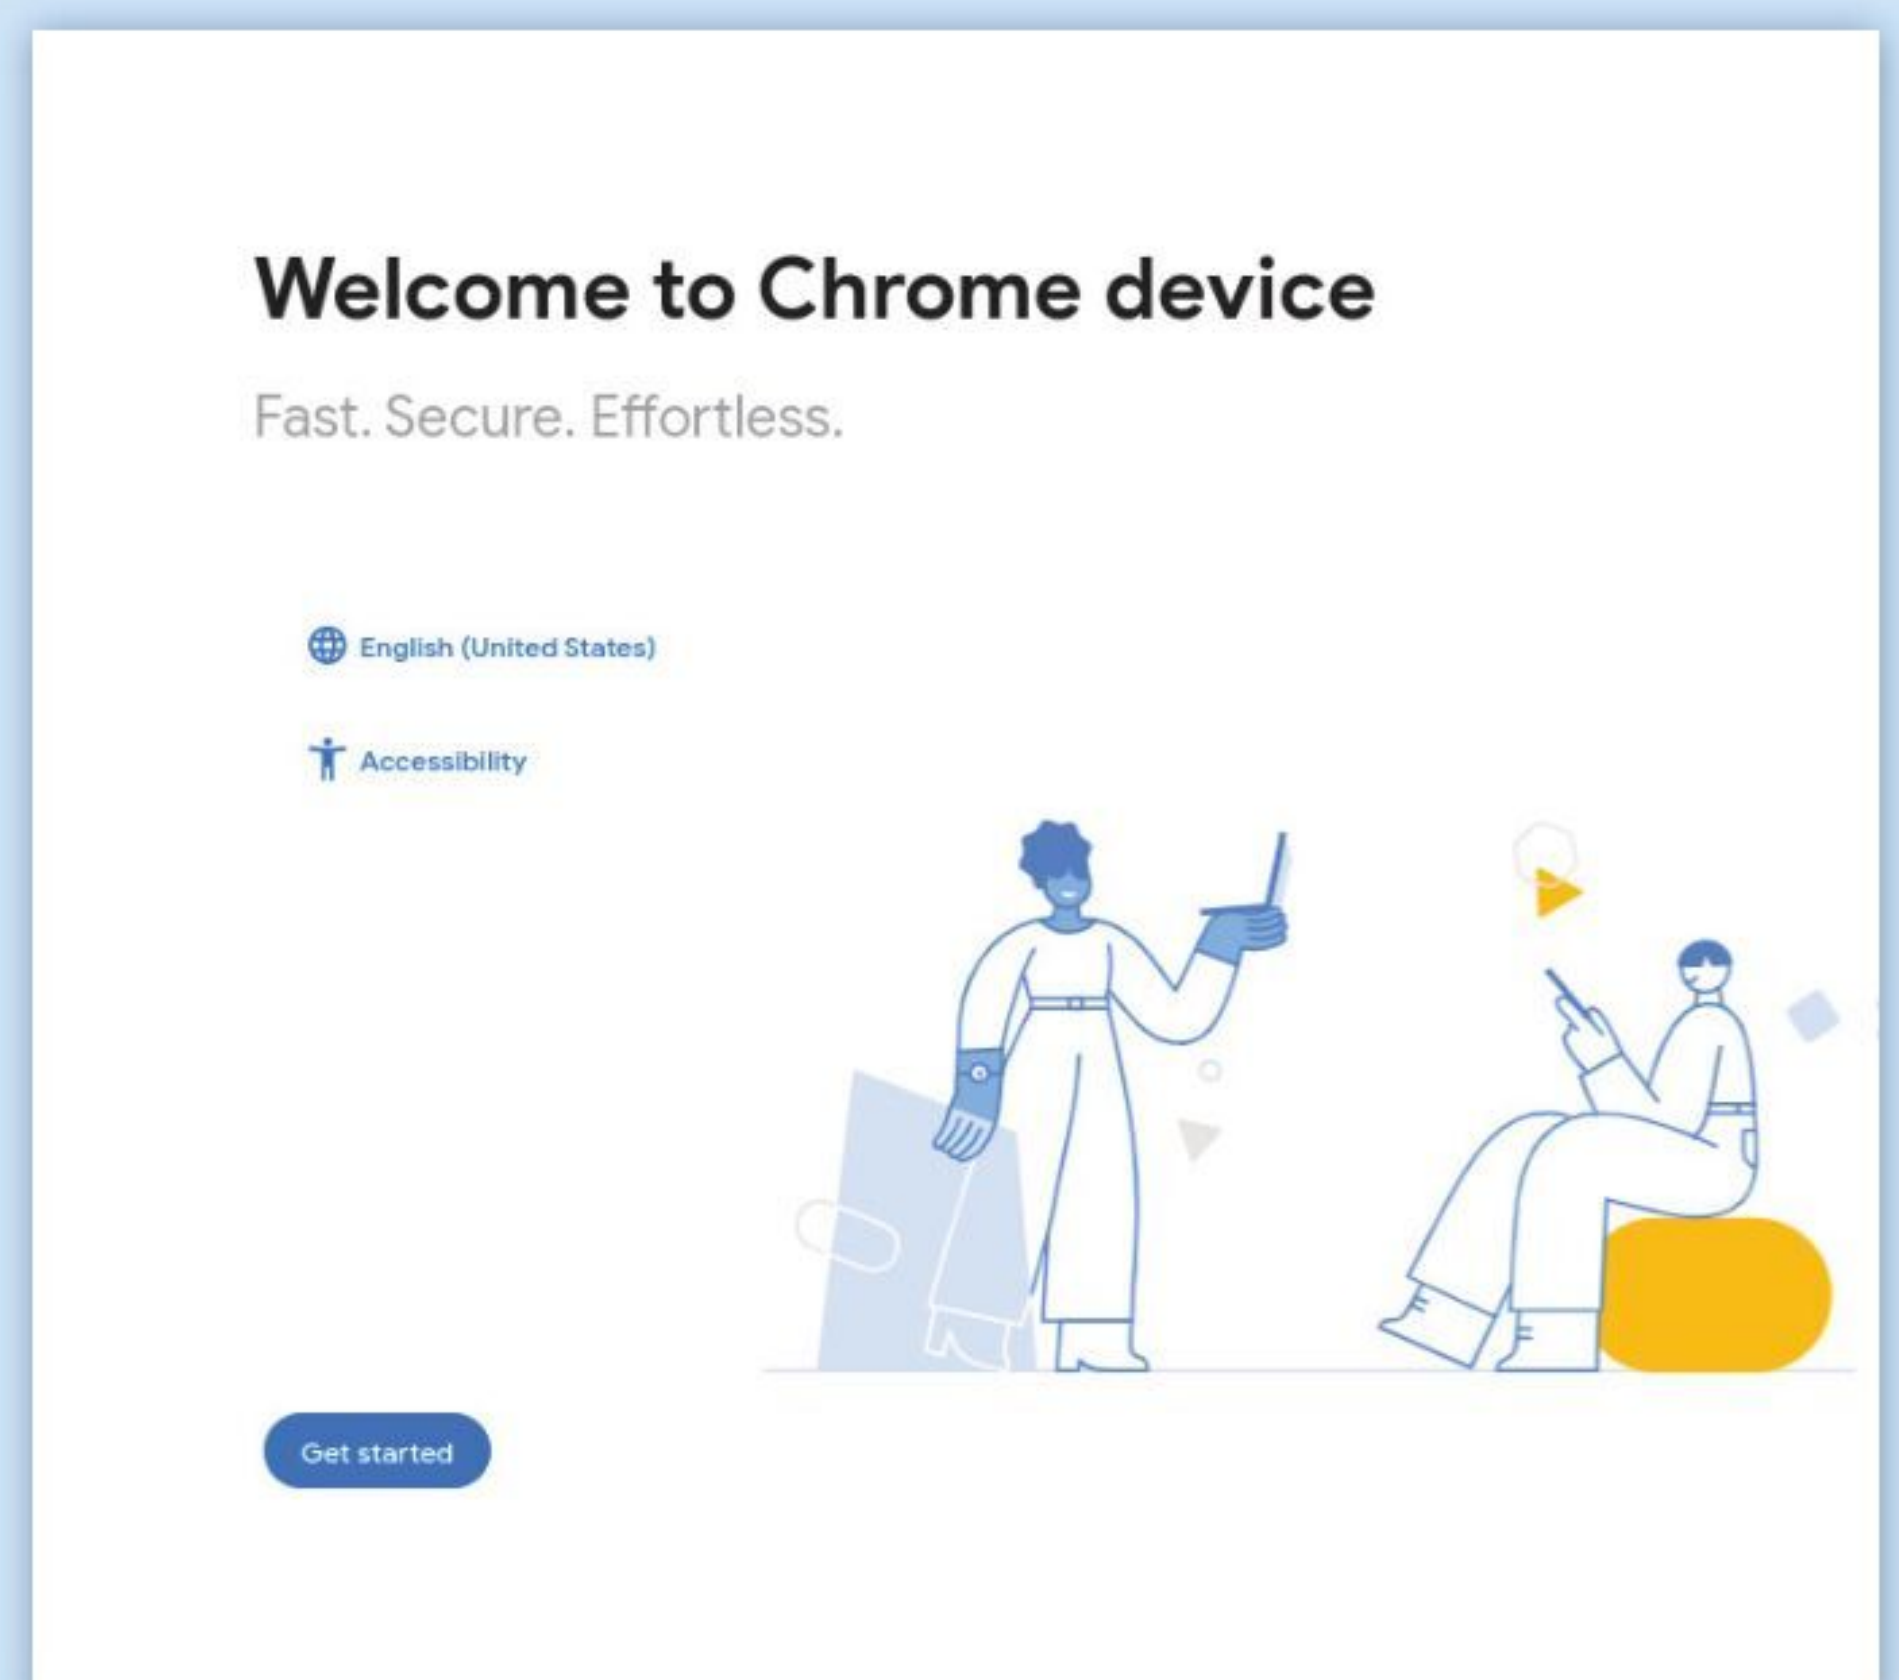 Welcome to Chrome device
Fast. Secure. Effortless.
English (United States)
Accessibility
Get started